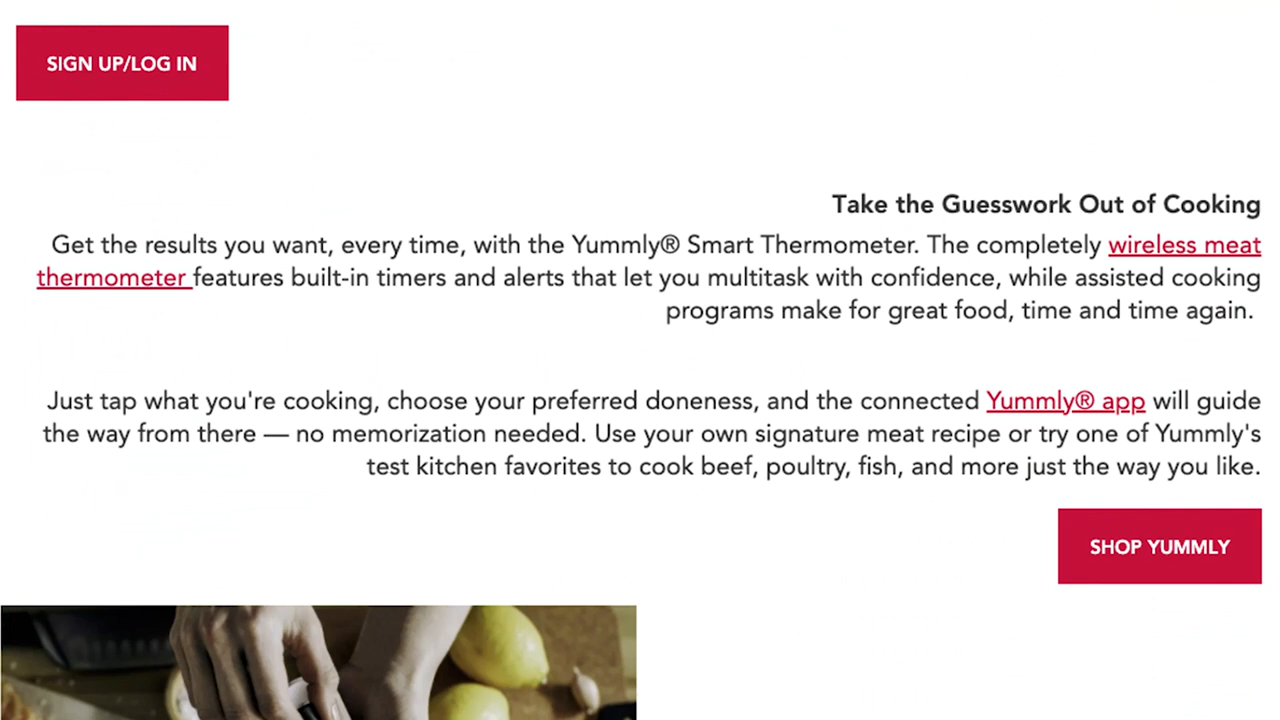 SIGN UP/LOG IN
Take the Guesswork Out of Cooking
Get the results you want, every time, with the Yummly® Smart Thermometer. The completely wireless meat
thermometer features built-in timers and alerts that let you multitask with confidence, while assisted cooking
programs make for great food, time and time again.
Just tap what you're cooking, choose your preferred doneness, and the connected Yummly® app will guide
the way from there — no memorization needed. Use your own signature meat recipe or try one of Yummly's
test kitchen favorites to cook beef, poultry, fish, and more just the way you like.
SHOP YUMMLY